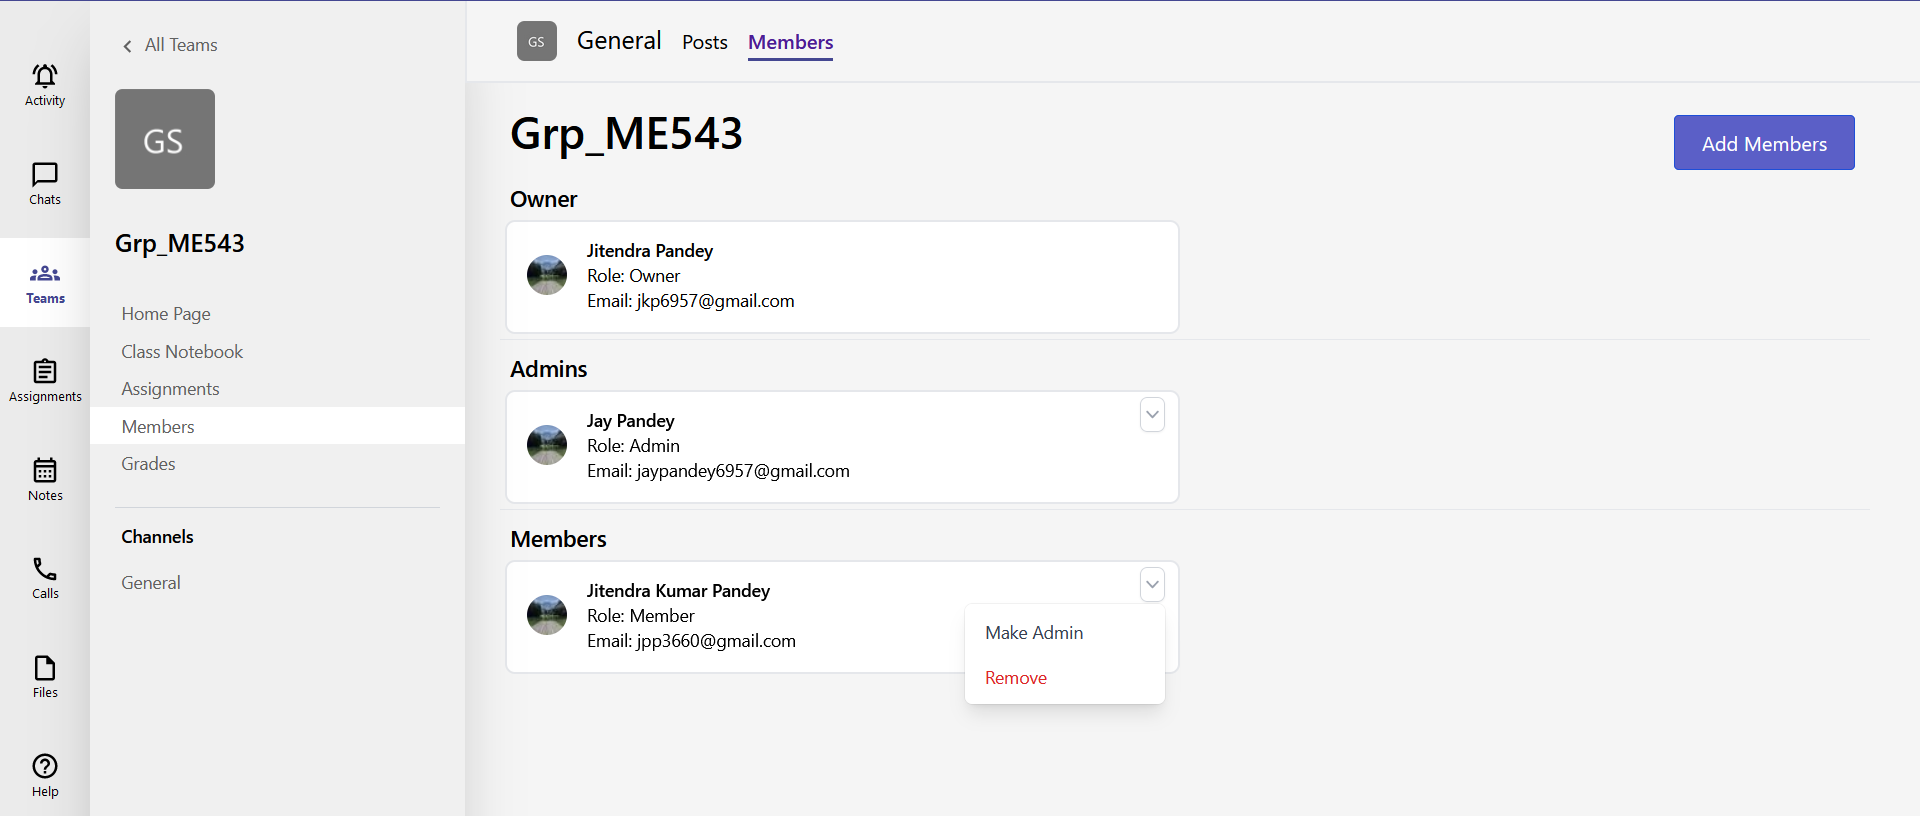 Activity
Chats
Teams
Assignments
Notes
Calls
Files
Help
All Teams
GS
Grp_ME543
Home Page
Class Notebook
Assignments
Members
Grades
Channels
General
GS General Posts Members
Grp_ME543
Add Members
Owner
Jitendra Pandey
Role: Owner
Email: jkp6957@gmail.com
Admins
Jay Pandey
Role: Admin
Email: jaypandey6957@gmail.com
Members
Jitendra Kumar Pandey
Role: Member
Email: jpp3660@gmail.com
Make Admin
Remove